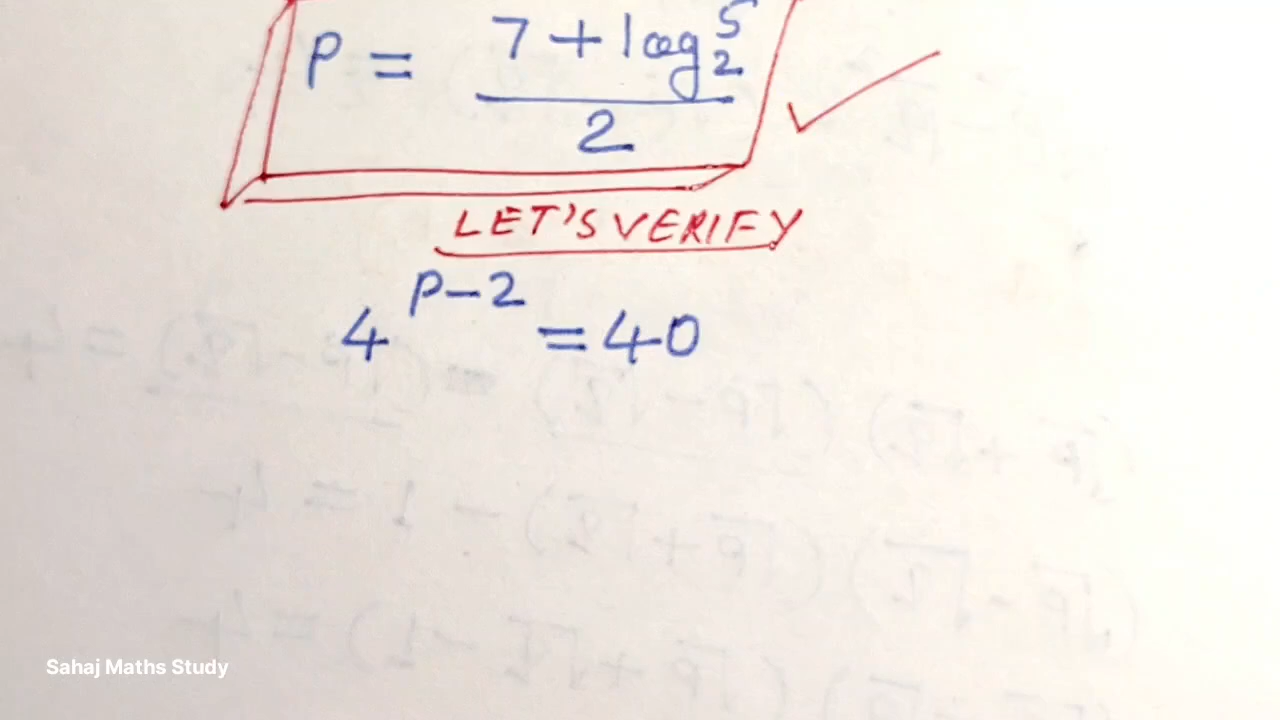 P = 7 + log₂⁵
2
LET'S VERIFY
4^(P-2) = 40
Sahaj Maths Study